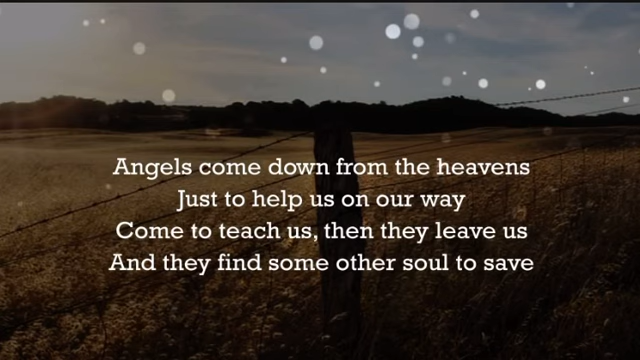 Angels come down from the heavens
Just to help us on our way
Come to teach us, then they leave us
And they find some other soul to save